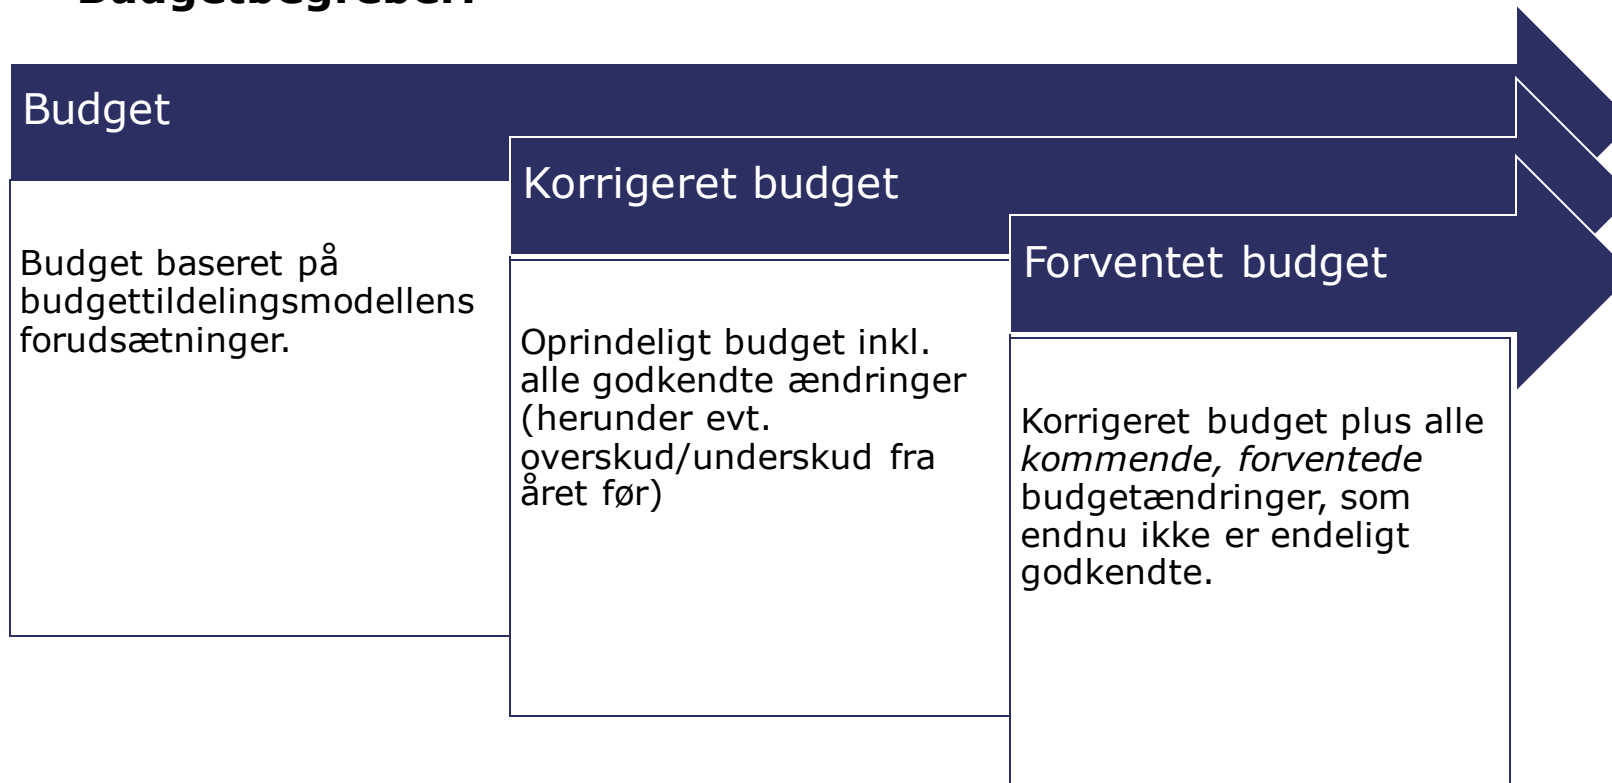 Budgetbegreber:
Budget
Budget baseret på
budgettildelingsmodellens
forudsætninger.
Korrigeret budget
Oprindeligt budget inkl.
alle godkendte ændringer
(herunder evt.
overskud/underskud fra
året før)
Forventet budget
Korrigeret budget plus alle
kommende, forventede
budgetændringer, som
endnu ikke er endeligt
godkendte.